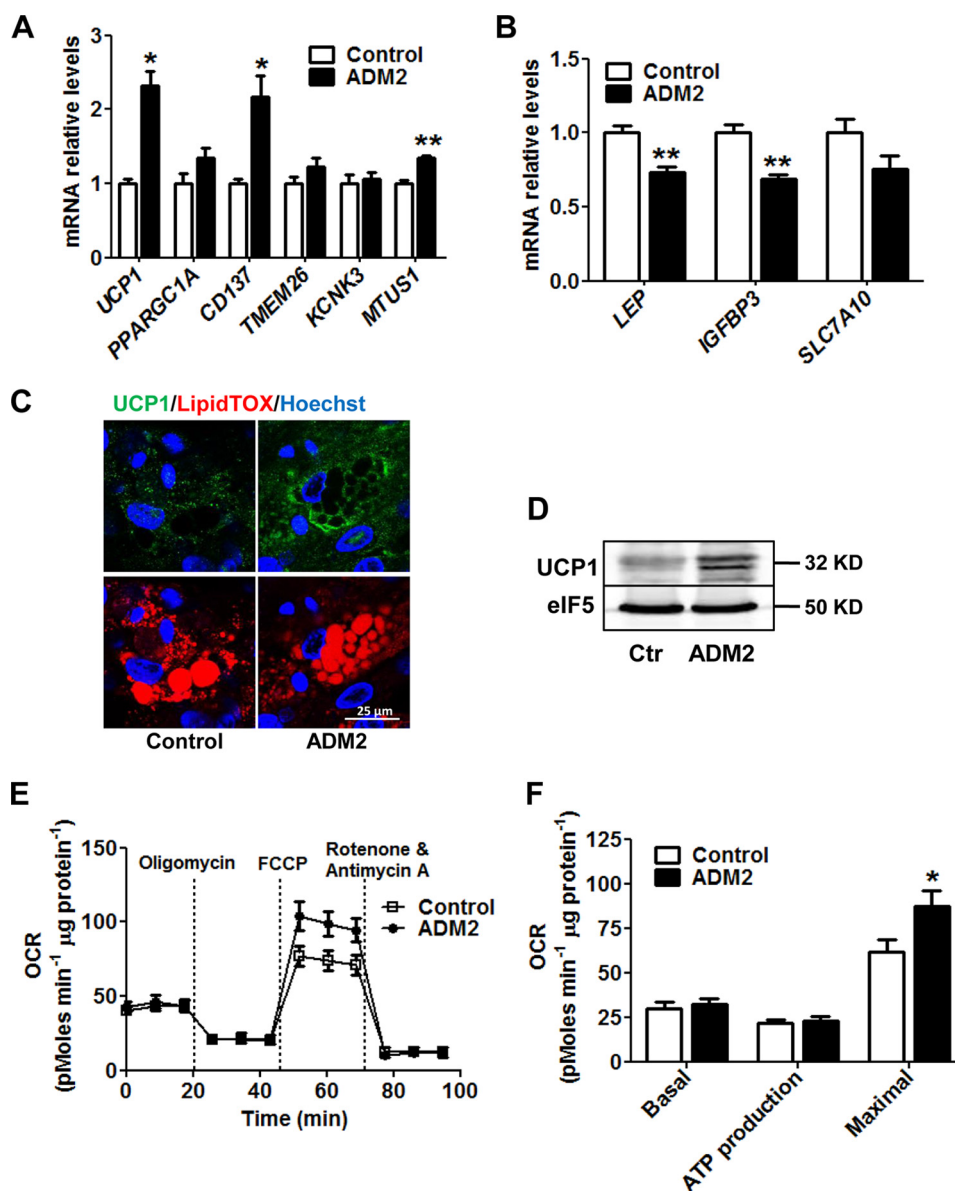 A
mRNA relative levels
3
2
1
0
*
*
**
Control
ADM2
UCP1
PPARGC1A
CD137
TMEM26
KCNK3
MTUS1
B
mRNA relative levels
1.5
1.0
0.5
0.0
Control
ADM2
**
**
LEP
IGFBP3
SLC7A10
C
UCP1/LipidTOX/Hoechst
25 µm
Control
ADM2
D
UCP1
32 KD
eIF5
50 KD
Ctr
ADM2
E
OCR
(pMoles min⁻¹ µg protein⁻¹)
150
100
50
0
Oligomycin
FCCP
Rotenone &
Antimycin A
Control
ADM2
0
20
40
60
80
100
Time (min)
F
OCR
(pMoles min⁻¹ µg protein⁻¹)
125
100
75
50
25
0
Control
ADM2
*
Basal
ATP production
Maximal